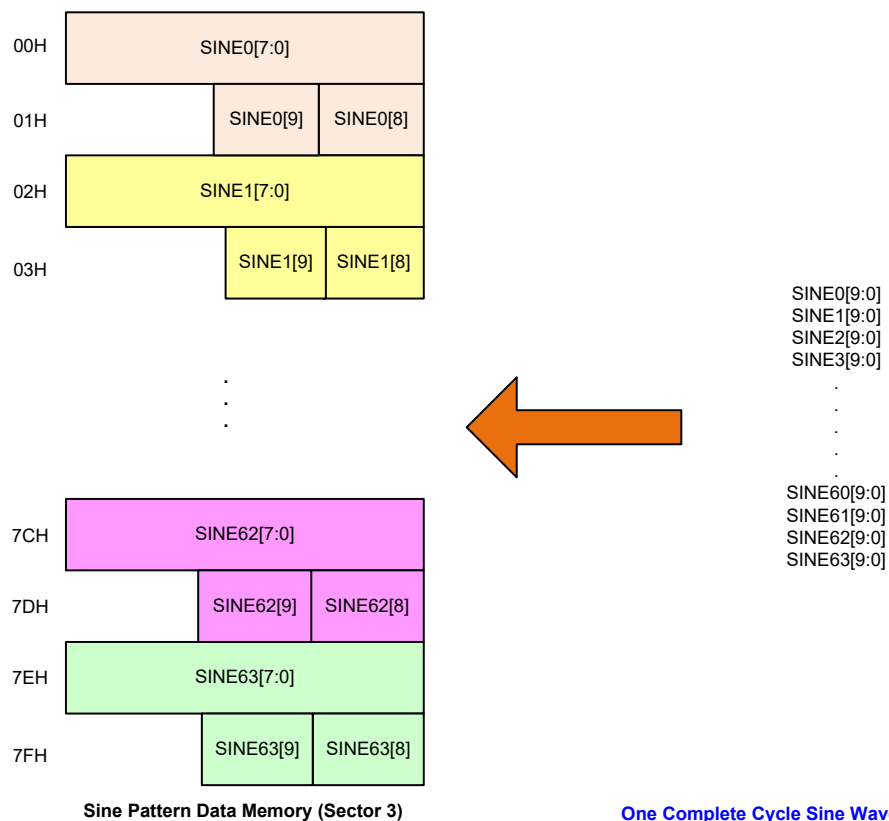 00H
SINE0[7:0]
01H
SINE0[9] SINE0[8]
02H
SINE1[7:0]
03H
SINE1[9] SINE1[8]
.
.
.
7CH
SINE62[7:0]
7DH
SINE62[9] SINE62[8]
7EH
SINE63[7:0]
7FH
SINE63[9] SINE63[8]
Sine Pattern Data Memory (Sector 3)
SINE0[9:0]
SINE1[9:0]
SINE2[9:0]
SINE3[9:0]
.
.
.
.
.
SINE60[9:0]
SINE61[9:0]
SINE62[9:0]
SINE63[9:0]
One Complete Cycle Sine Wav